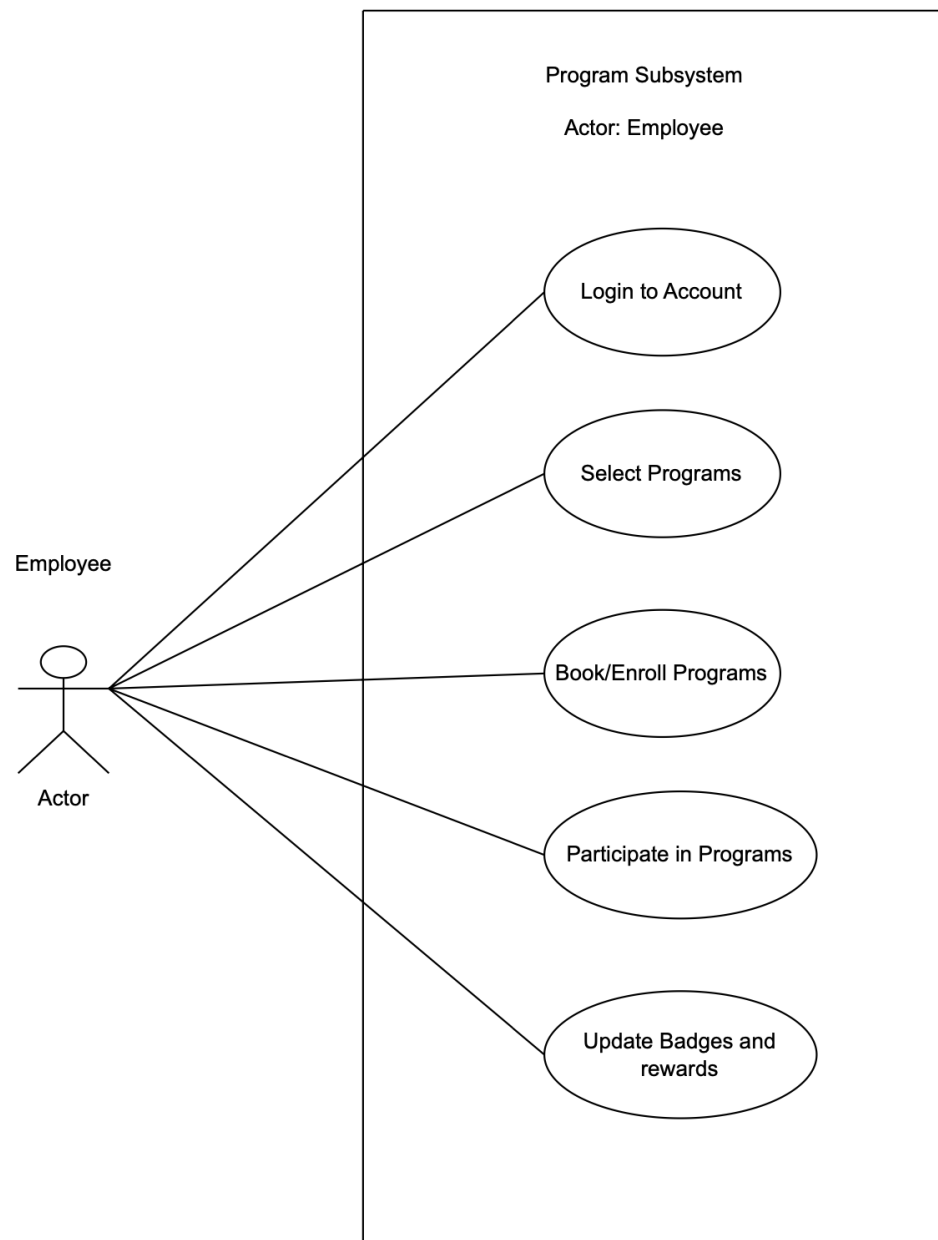 Program Subsystem
Actor: Employee
Login to Account
Select Programs
Employee
Book/Enroll Programs
Actor
Participate in Programs
Update Badges and
rewards